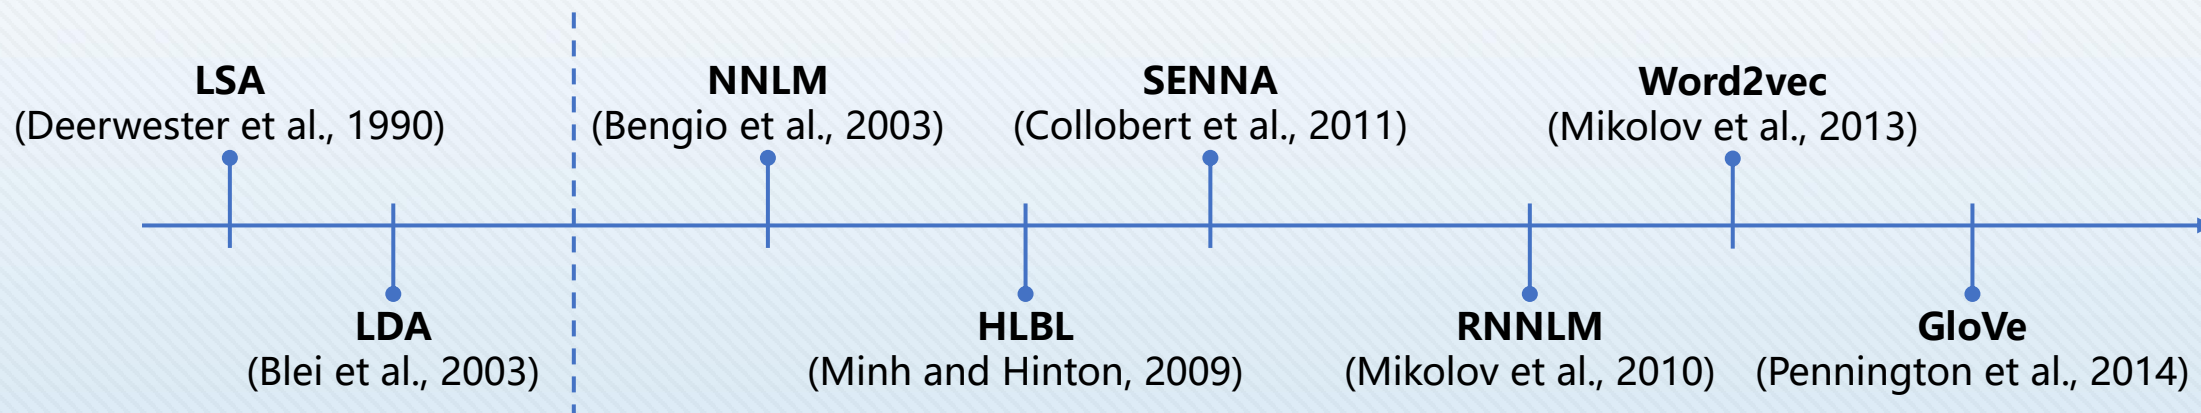 LSA
(Deerwester et al., 1990)
LDA
(Blei et al., 2003)
NNLM
(Bengio et al., 2003)
HLBL
(Minh and Hinton, 2009)
SENNA
(Collobert et al., 2011)
RNNLM
(Mikolov et al., 2010)
Word2vec
(Mikolov et al., 2013)
GloVe
(Pennington et al., 2014)